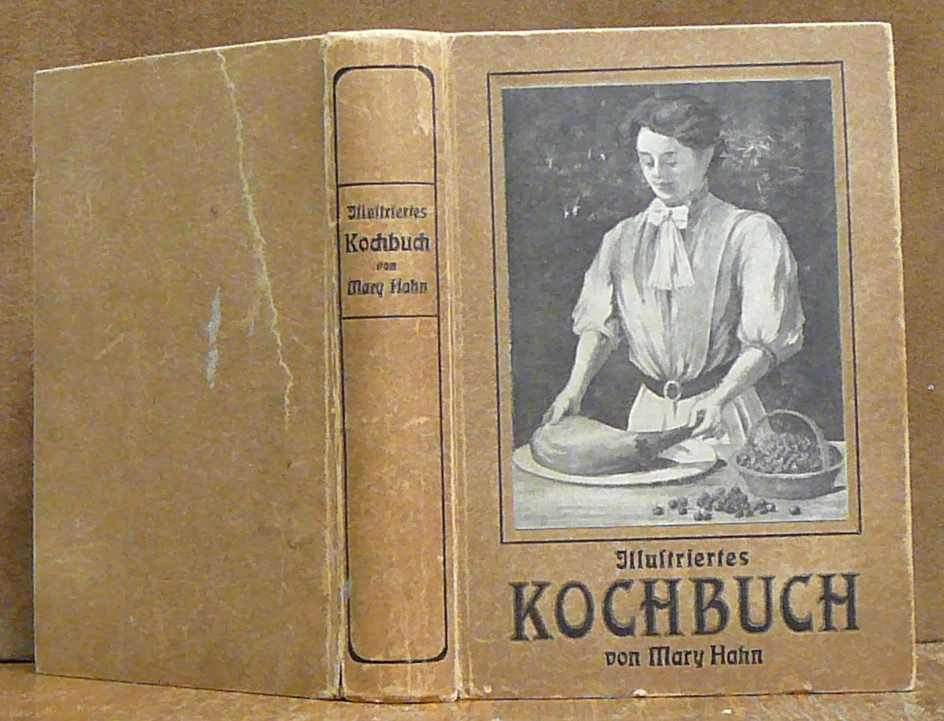 Illustriertes
Kochbuch
von
Mary Hahn
Illustriertes
KOCHBUCH
von Mary Hahn